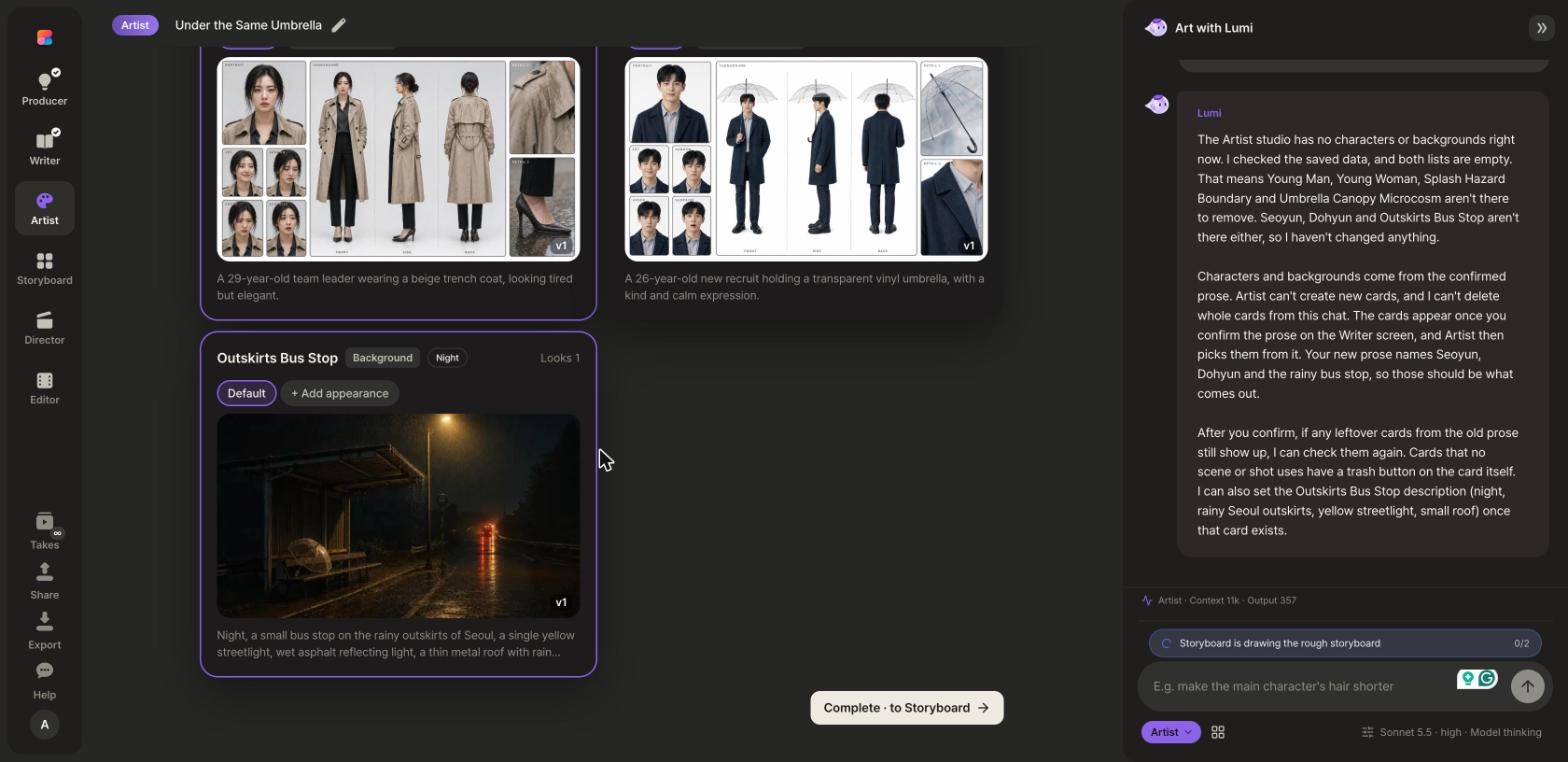 Artist
Under the Same Umbrella
Producer
Writer
Artist
Storyboard
Director
Editor
Takes
Share
Export
Help
A
v1
A 29-year-old team leader wearing a beige trench coat, looking tired
but elegant.
v1
A 26-year-old new recruit holding a transparent vinyl umbrella, with a
kind and calm expression.
Outskirts Bus Stop
Background
Night
Looks 1
Default
+ Add appearance
v1
Night, a small bus stop on the rainy outskirts of Seoul, a single yellow
streetlight, wet asphalt reflecting light, a thin metal roof with rain...
Complete · to Storyboard
Art with Lumi
Lumi
The Artist studio has no characters or backgrounds right
now. I checked the saved data, and both lists are empty.
That means Young Man, Young Woman, Splash Hazard
Boundary and Umbrella Canopy Microcosm aren't there
to remove. Seoyun, Dohyun and Outskirts Bus Stop aren't
there either, so I haven't changed anything.
Characters and backgrounds come from the confirmed
prose. Artist can't create new cards, and I can't delete
whole cards from this chat. The cards appear once you
confirm the prose on the Writer screen, and Artist then
picks them from it. Your new prose names Seoyun,
Dohyun and the rainy bus stop, so those should be what
comes out.
After you confirm, if any leftover cards from the old prose
still show up, I can check them again. Cards that no
scene or shot uses have a trash button on the card itself.
I can also set the Outskirts Bus Stop description (night,
rainy Seoul outskirts, yellow streetlight, small roof) once
that card exists.
Artist · Context 11k · Output 357
Storyboard is drawing the rough storyboard
0/2
E.g. make the main character's hair shorter
Artist
Sonnet 5.5 · high · Model thinking